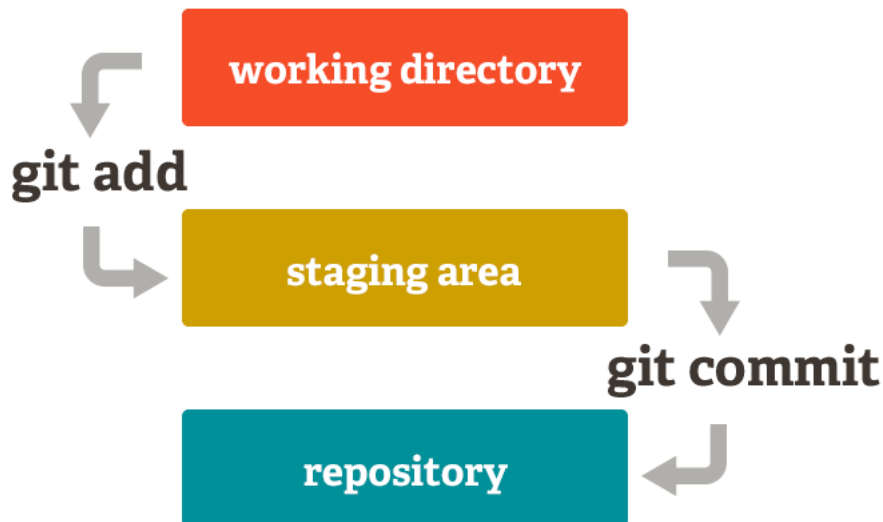 working directory
git add
staging area
git commit
repository